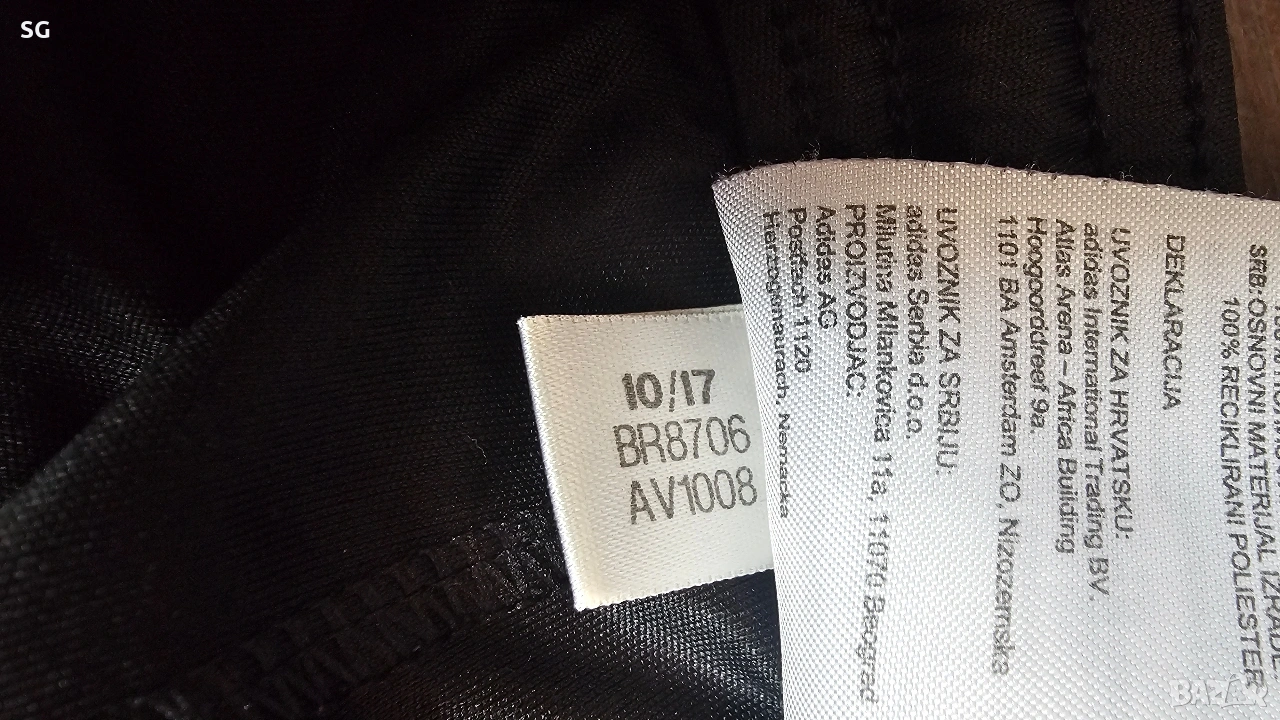 SG
10/17
BR8706
AV1008
SRB: OSNOVNI MATERIJAL IZRADE
100% RECIKLIRANI POLIESTER
DEKLARACIJA
UVOZNIK ZA HRVATSKU:
adidas International Trading BV.
Atlas Arena – Africa Building
Hoogoorddreef 9a.
1101 BA Amsterdam ZO, Nizozemska
UVOZNIK ZA SRBIJU:
adidas Serbia d.o.o.
Milutina Milankovica 11a, 11070 Beograd
PROIZVODJAC:
Adidas AG
Postfach 1120
Herzogenaurach, Nemacka
BAZAR